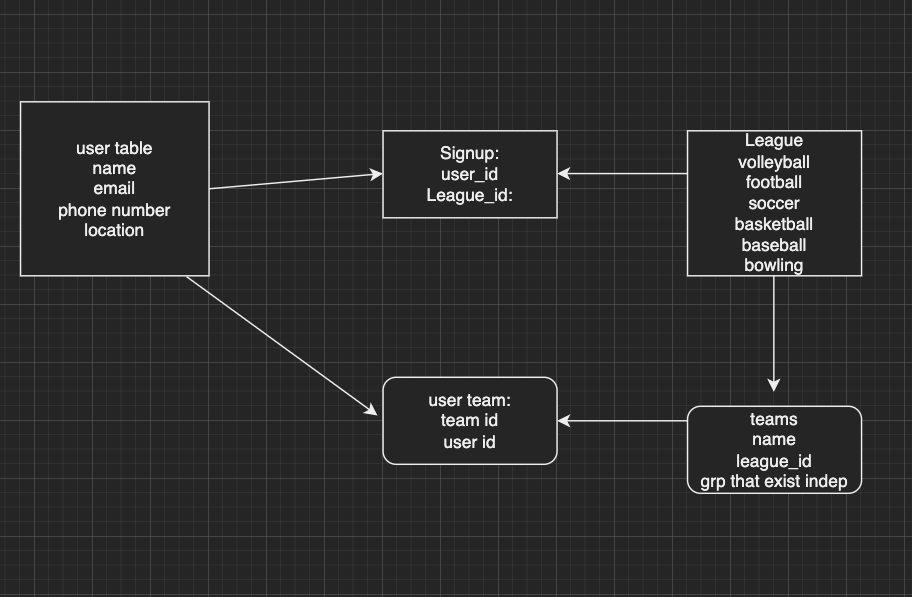 user table
name
email
phone number
location
Signup:
user_id
League_id:
League
volleyball
football
soccer
basketball
baseball
bowling
user team:
team id
user id
teams
name
league_id
grp that exist indep